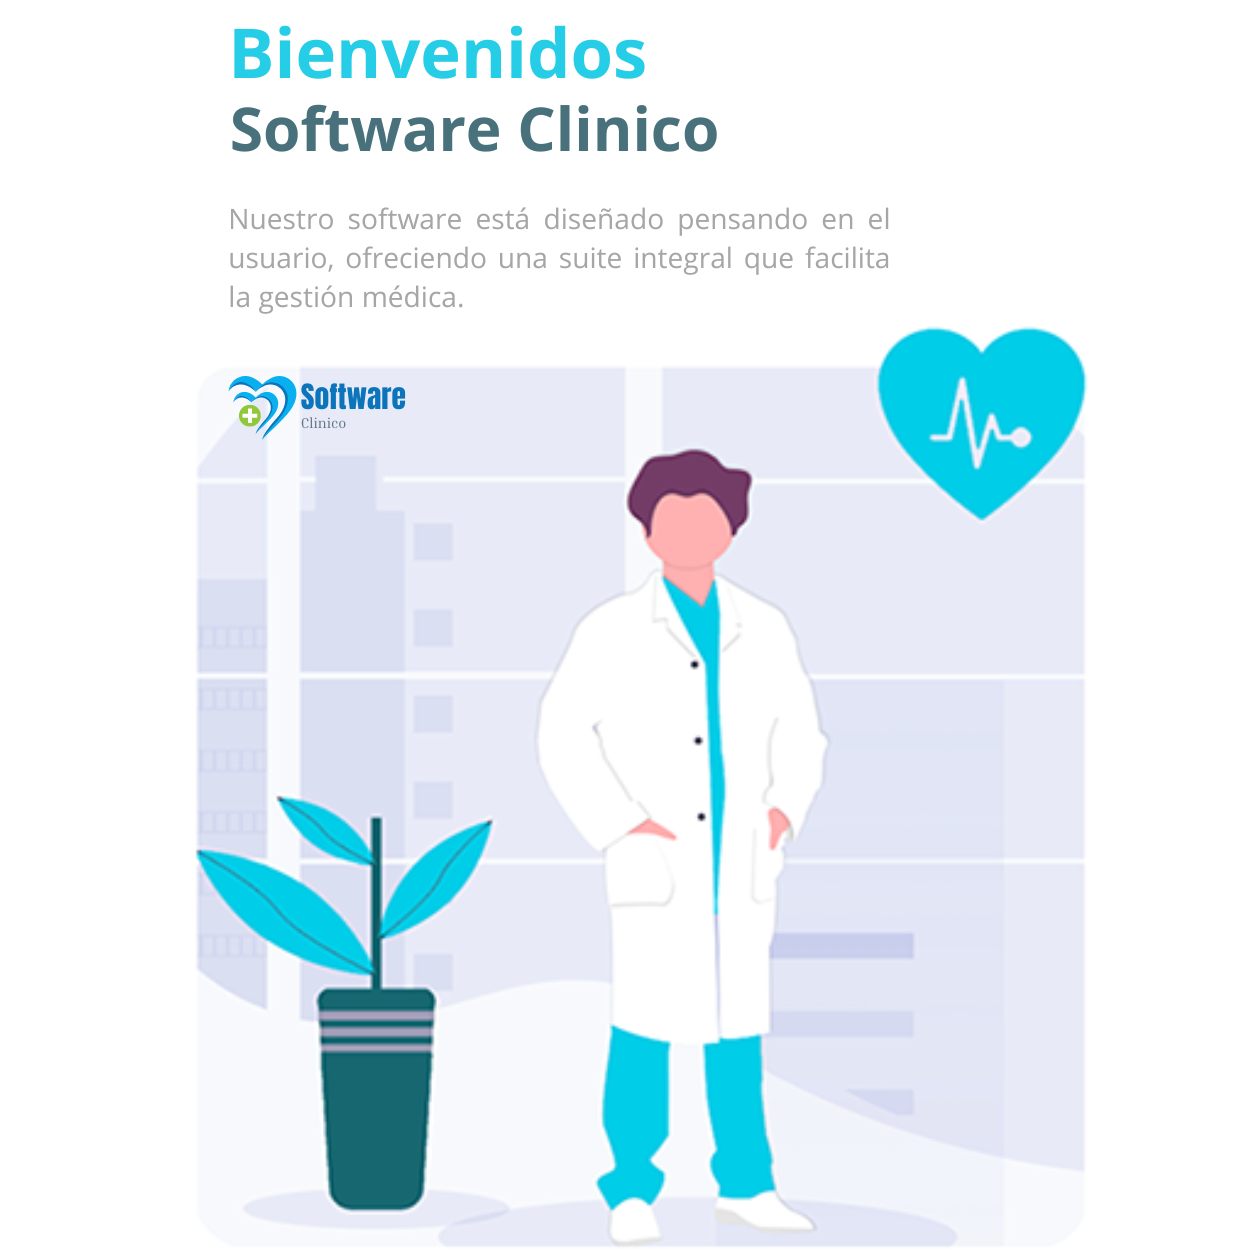 Bienvenidos
Software Clinico
Nuestro software está diseñado pensando en el
usuario, ofreciendo una suite integral que facilita
la gestión médica.
Software
Clinico